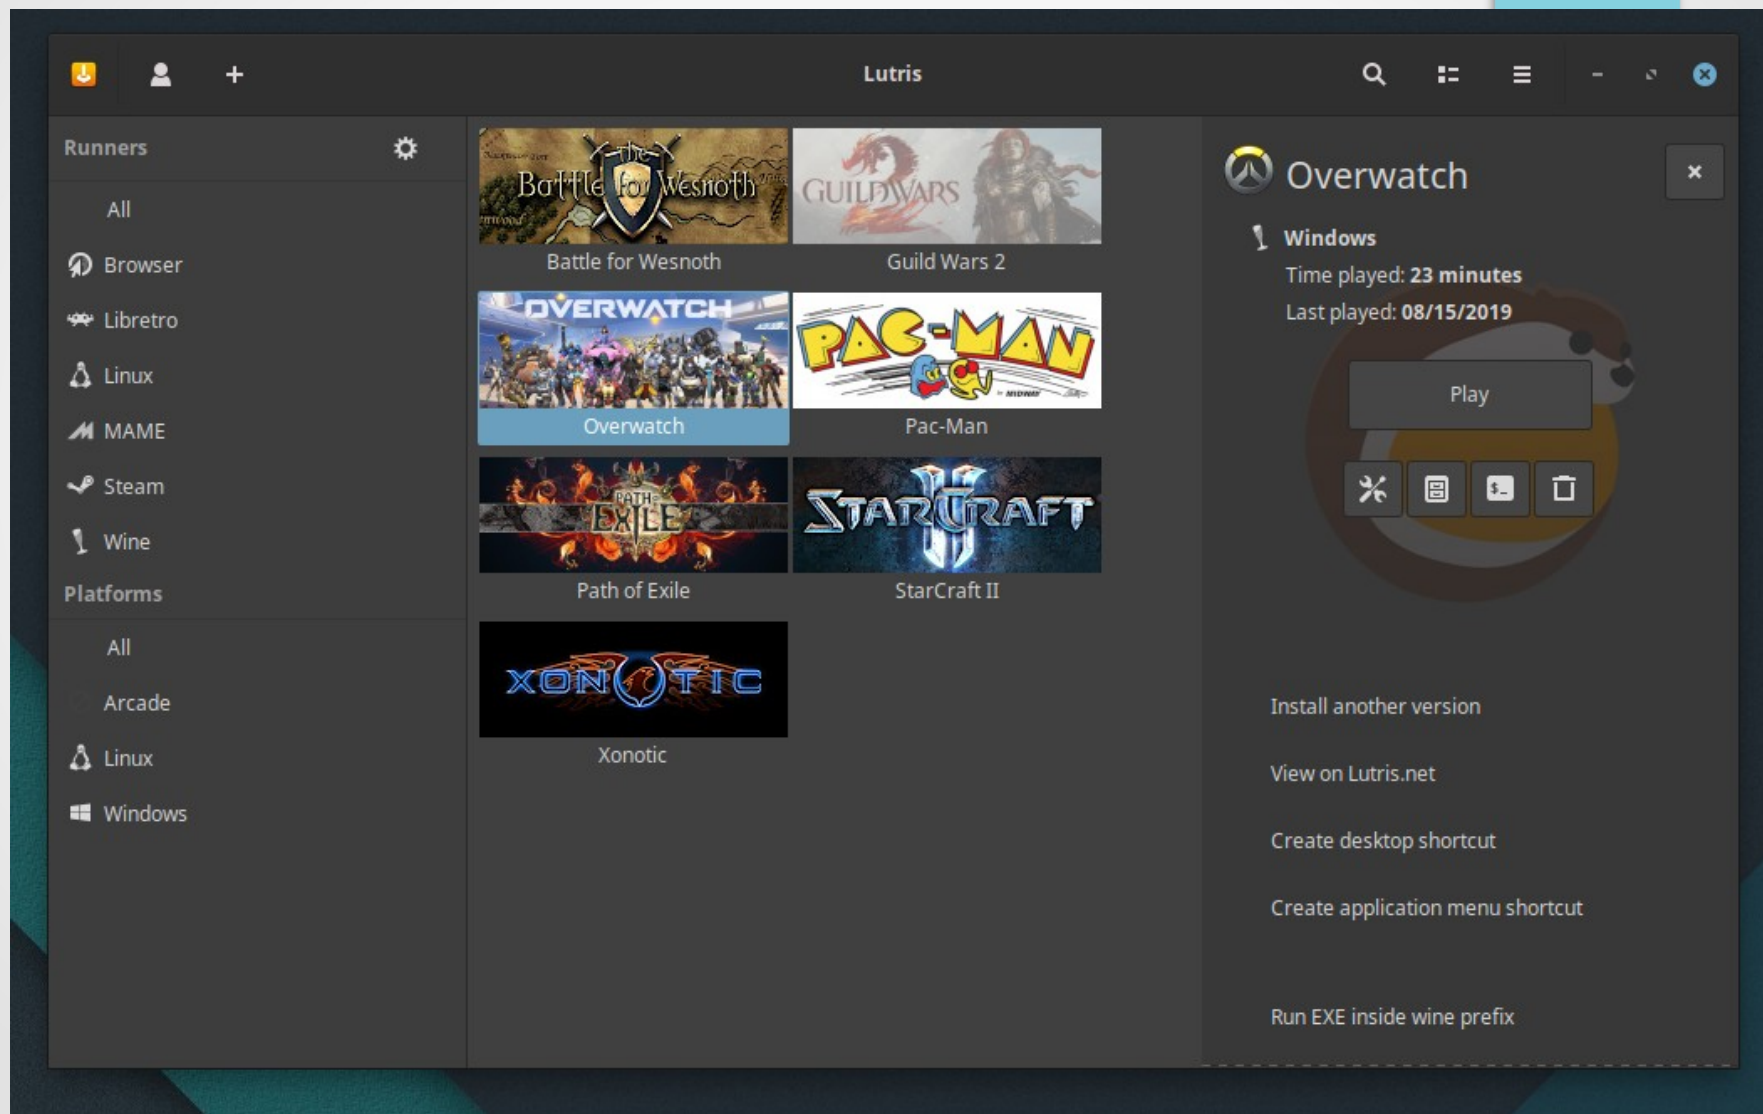 Lutris
Runners
All
Browser
Libretro
Linux
MAME
Steam
Wine
Platforms
All
Arcade
Linux
Windows
the
Battle for Wesnoth
Battle for Wesnoth
GUILD WARS
2
Guild Wars 2
OVERWATCH
Overwatch
PAC-MAN
MIDWAY
Pac-Man
PATH OF
EXILE
Path of Exile
STARCRAFT
II
StarCraft II
XONOTIC
Xonotic
Overwatch
Windows
Time played: 23 minutes
Last played: 08/15/2019
Play
$_
Install another version
View on Lutris.net
Create desktop shortcut
Create application menu shortcut
Run EXE inside wine prefix